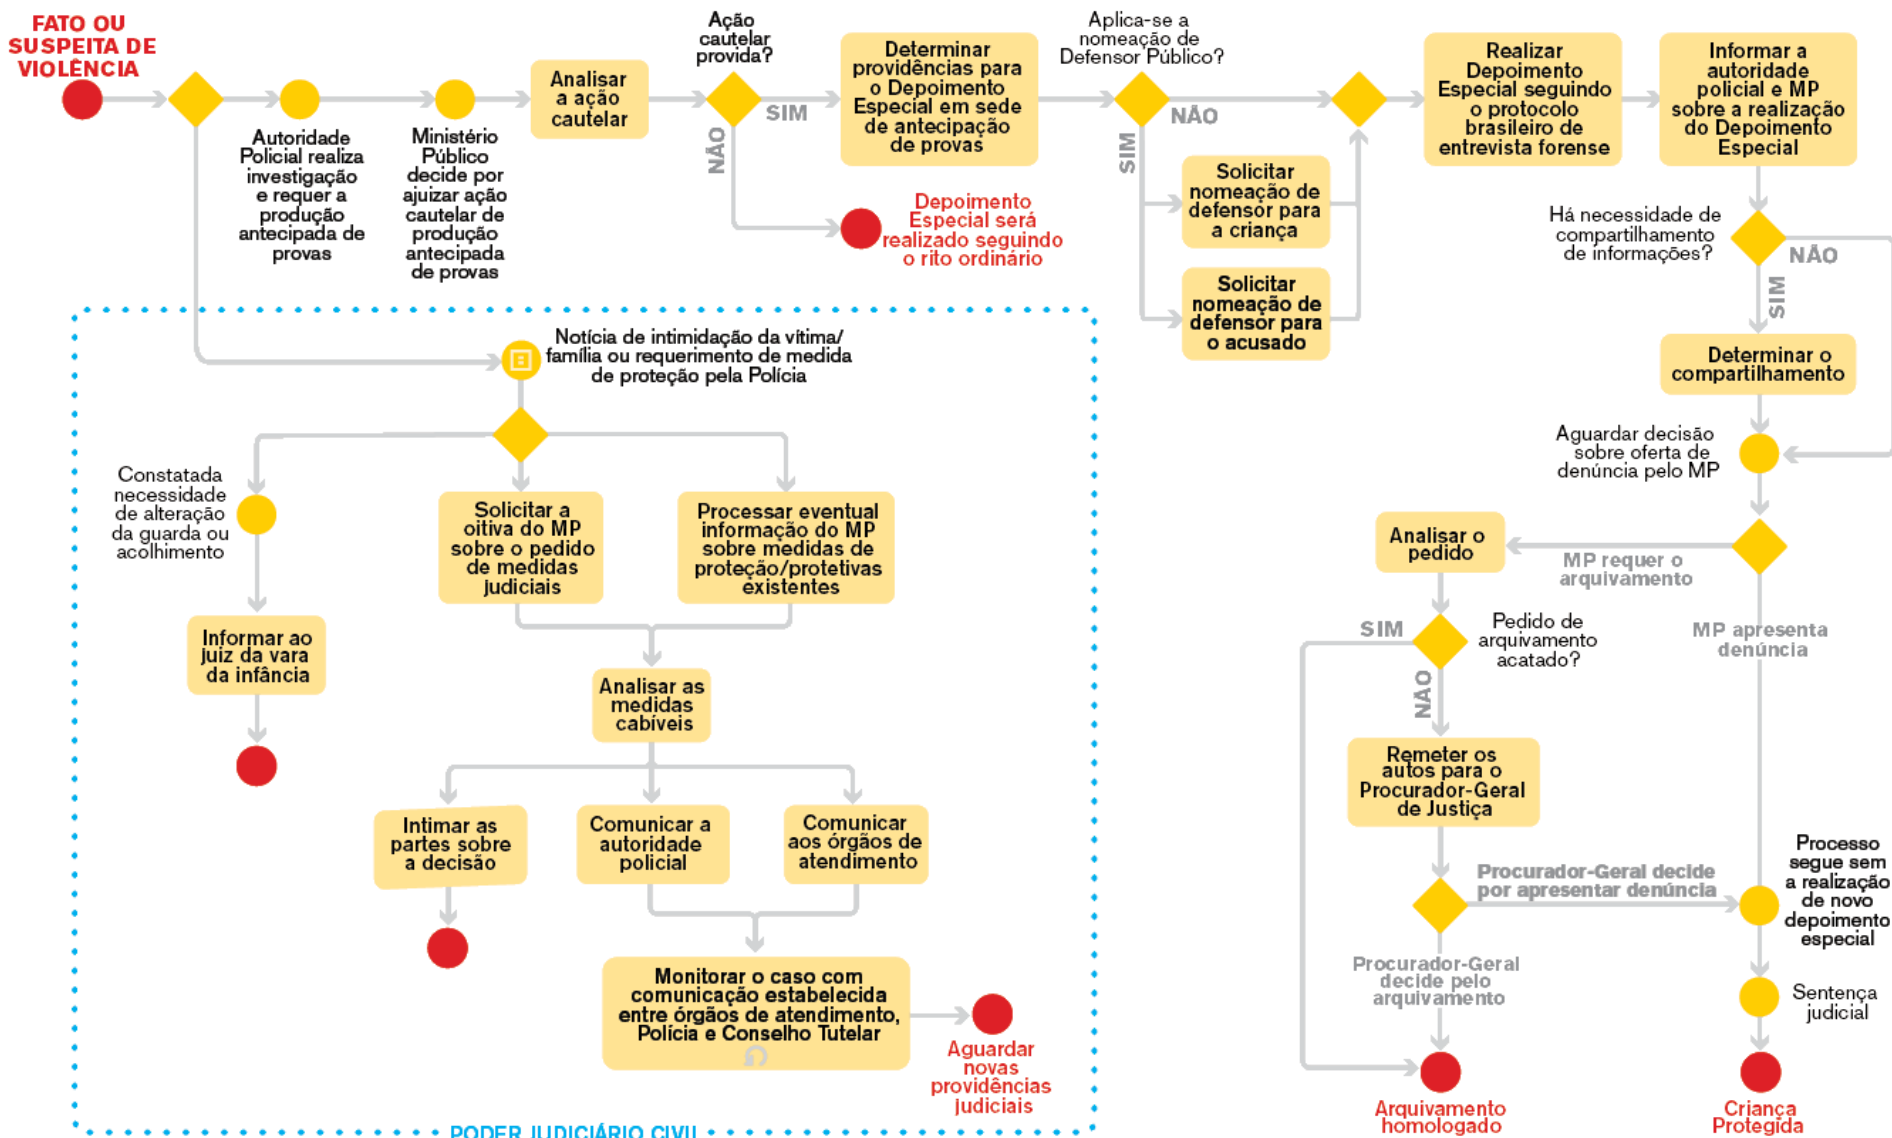 FATO OU
SUSPEITA DE
VIOLÊNCIA
Autoridade
Policial realiza
investigação
e requer a
produção
antecipada de
provas
Ministério
Público
decide por
ajuizar ação
cautelar de
produção
antecipada
de provas
Analisar
a ação
cautelar
Ação
cautelar
provida?
SIM
NÃO
Depoimento
Especial será
realizado seguindo
o rito ordinário
Determinar
providências para
o Depoimento
Especial em sede
de antecipação
de provas
Aplica-se a
nomeação de
Defensor Público?
NÃO
SIM
Solicitar
nomeação de
defensor para
a criança
Solicitar
nomeação de
defensor para
o acusado
Realizar
Depoimento
Especial seguindo
o protocolo
brasileiro de
entrevista forense
Informar a
autoridade
policial e MP
sobre a realização
do Depoimento
Especial
Há necessidade de
compartilhamento
de informações?
NÃO
SIM
Determinar o
compartilhamento
Aguardar decisão
sobre oferta de
denúncia pelo MP
MP requer o
arquivamento
Analisar o
pedido
MP apresenta
denúncia
Pedido de
arquivamento
acatado?
SIM
NÃO
Remeter os
autos para o
Procurador-Geral
de Justiça
Procurador-Geral decide
por apresentar denúncia
Procurador-Geral
decide pelo
arquivamento
Processo
segue sem
a realização
de novo
depoimento
especial
Sentença
judicial
Arquivamento
homologado
Criança
Protegida
Notícia de intimidação da vítima/
família ou requerimento de medida
de proteção pela Polícia
Constatada
necessidade
de alteração
da guarda ou
acolhimento
Informar ao
juiz da vara
da infância
Solicitar a
oitiva do MP
sobre o pedido
de medidas
judiciais
Processar eventual
informação do MP
sobre medidas de
proteção/protetivas
existentes
Analisar as
medidas
cabíveis
Intimar as
partes sobre
a decisão
Comunicar a
autoridade
policial
Comunicar
aos órgãos de
atendimento
Monitorar o caso com
comunicação estabelecida
entre órgãos de atendimento,
Polícia e Conselho Tutelar
Aguardar
novas
providências
judiciais
PODER JUDICIÁRIO CIVIL